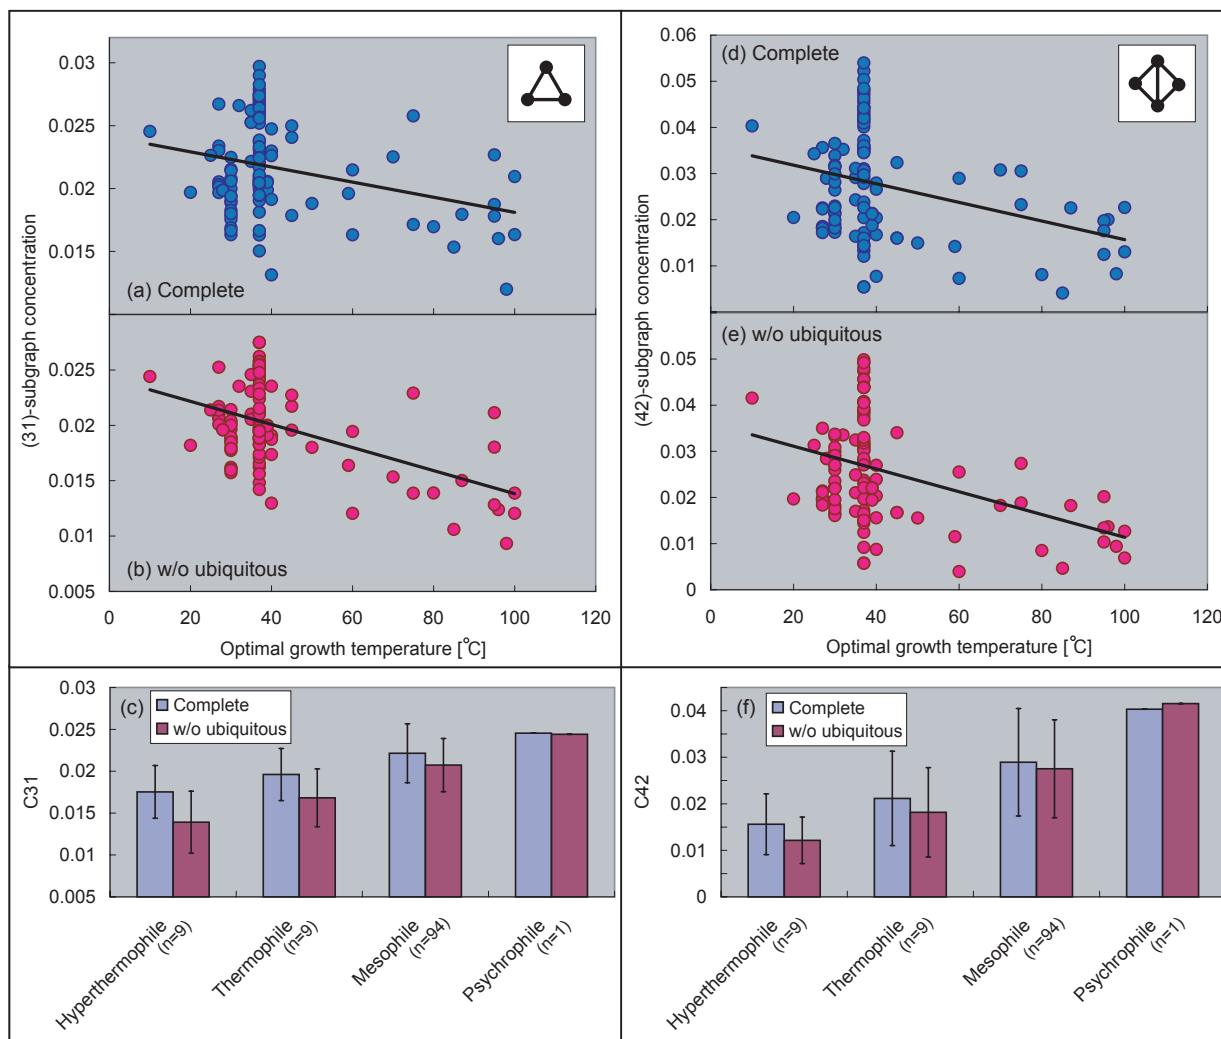 (a) Complete
0.03
0.025
0.02
0.015
(31)-subgraph concentration
(b) w/o ubiquitous
0.025
0.02
0.015
0.01
0.005
0 20 40 60 80 100 120
Optimal growth temperature [°C]
(d) Complete
0.06
0.05
0.04
0.03
0.02
0.01
(42)-subgraph concentration
(e) w/o ubiquitous
0.05
0.04
0.03
0.02
0.01
0
0 20 40 60 80 100 120
Optimal growth temperature [°C]
(c)
Complete
w/o ubiquitous
0.03
0.025
0.02
0.015
0.01
0.005
C31
Hyperthermophile
(n=9)
Thermophile
(n=9)
Mesophile
(n=94)
Psychrophile
(n=1)
(f)
Complete
w/o ubiquitous
0.04
0.03
0.02
0.01
0
C42
Hyperthermophile
(n=9)
Thermophile
(n=9)
Mesophile
(n=94)
Psychrophile
(n=1)